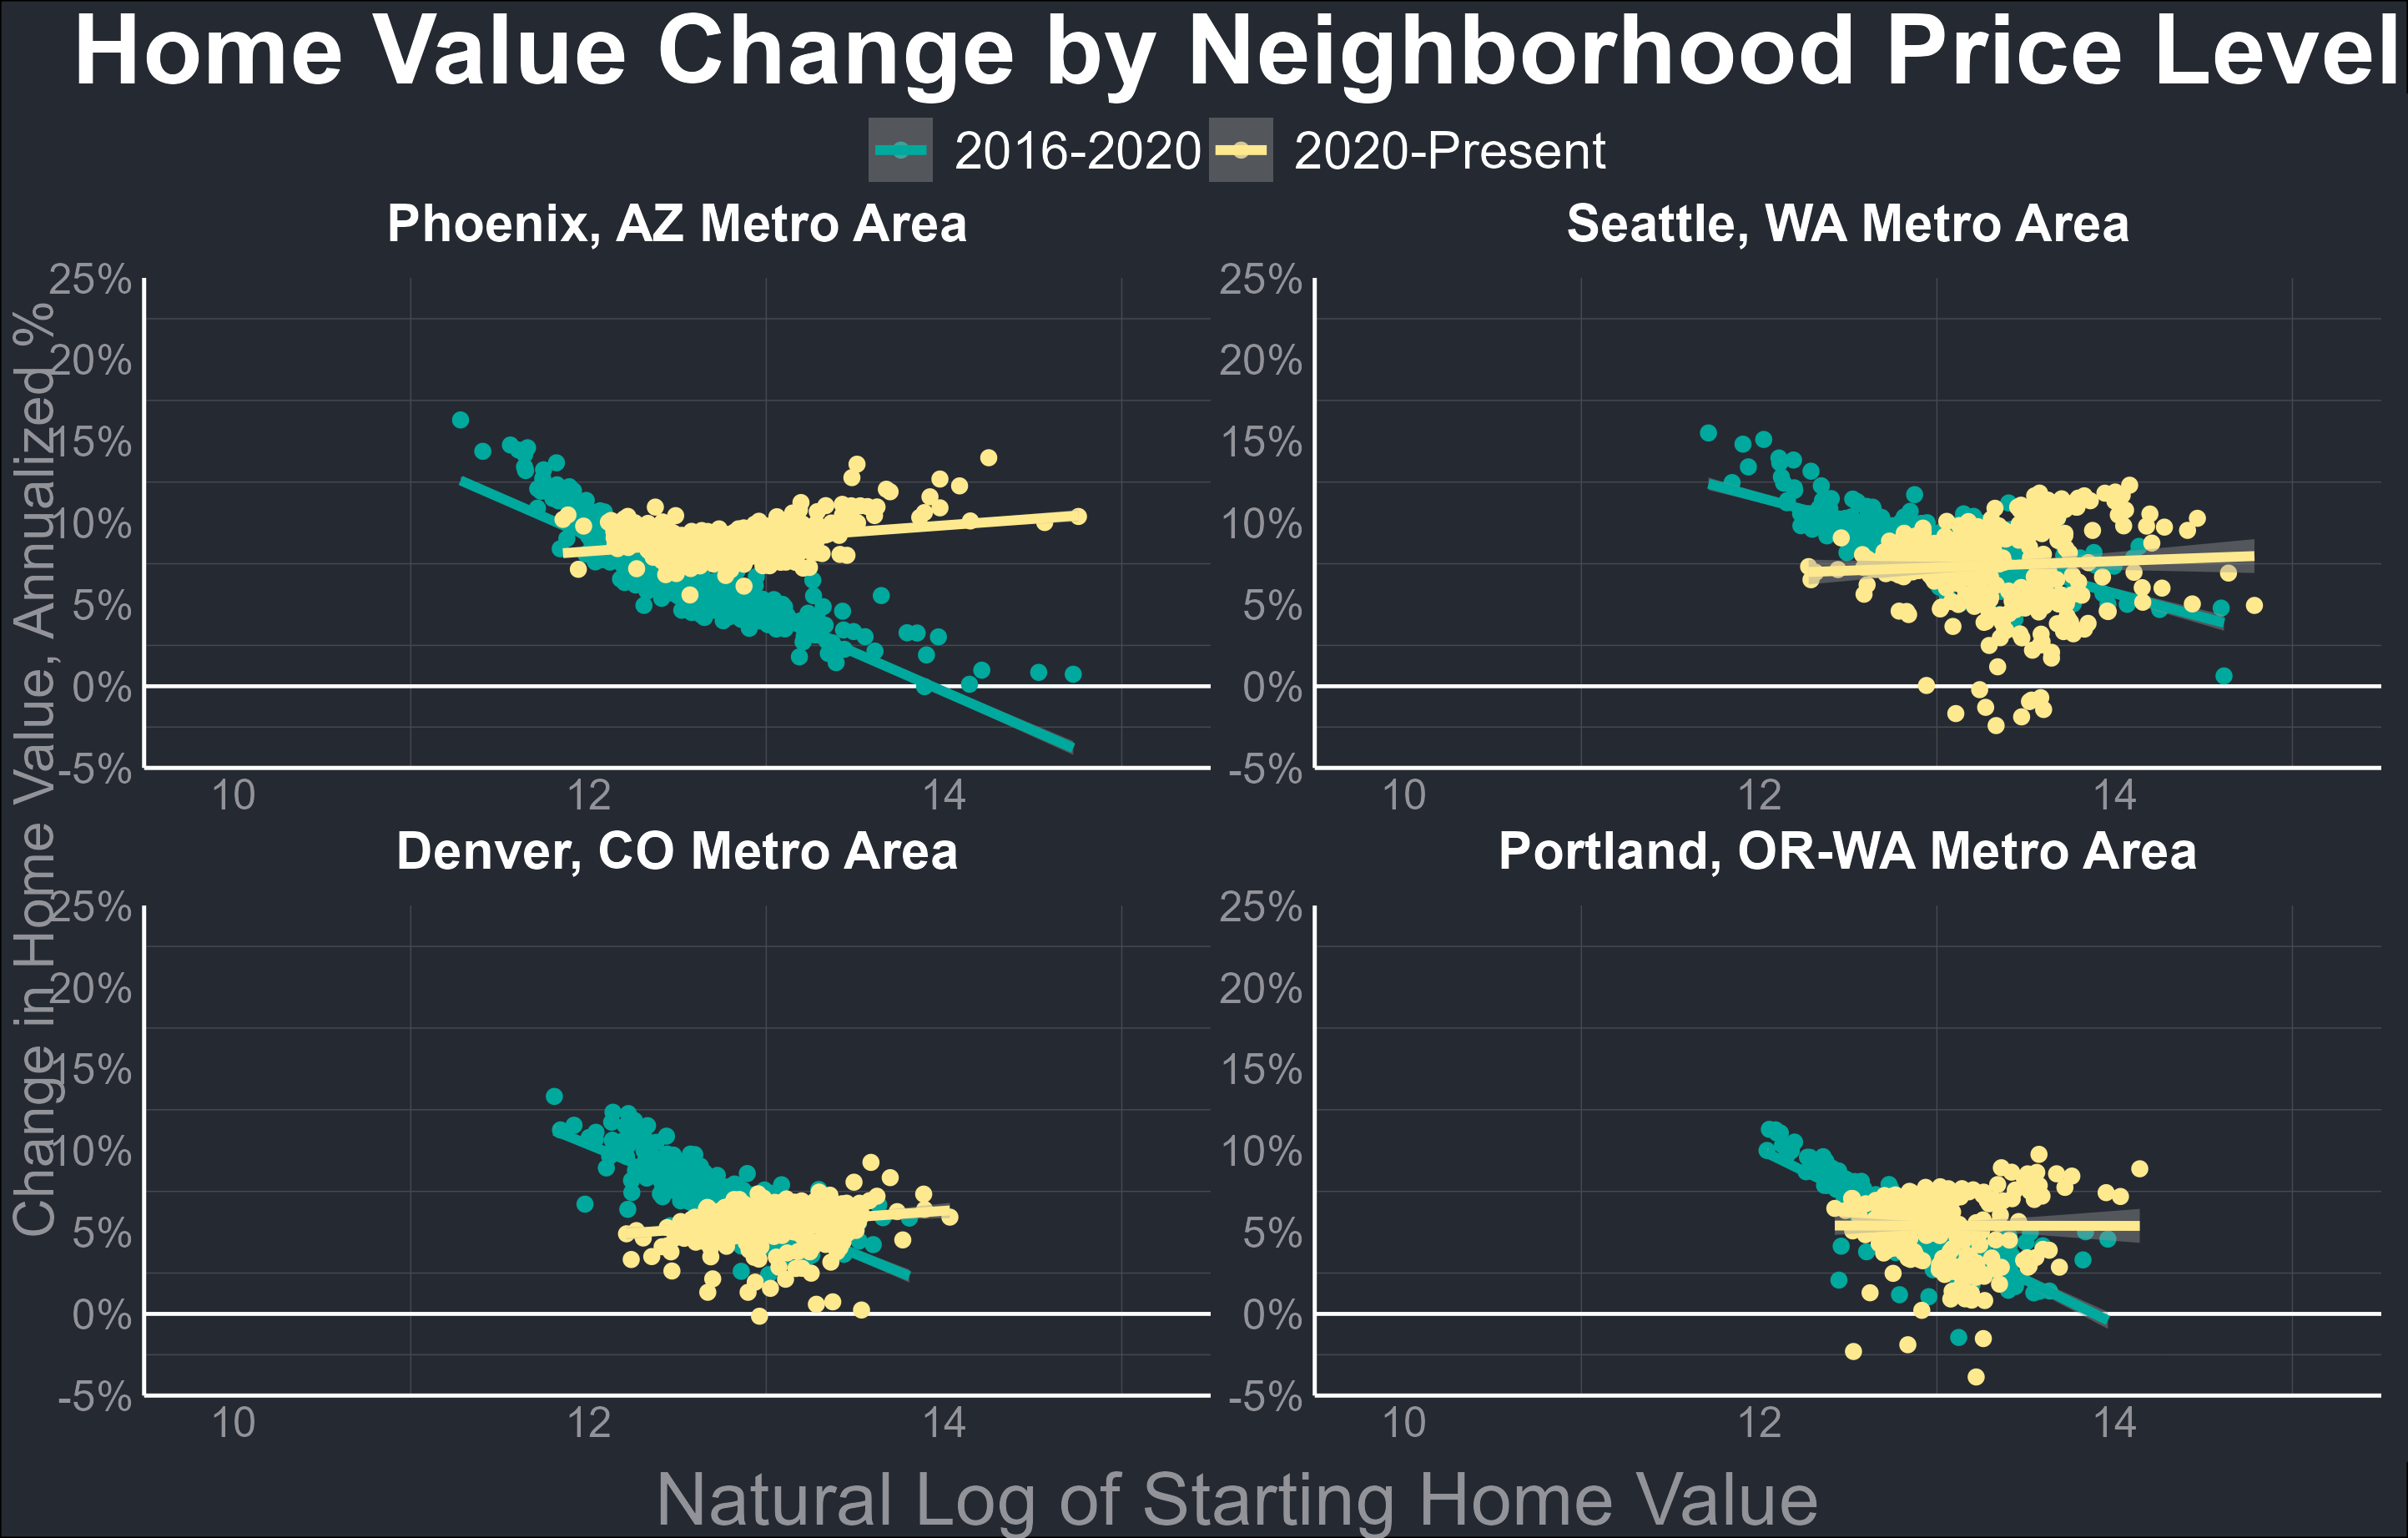 Home Value Change by Neighborhood Price Level
2016-2020 2020-Present
Phoenix, AZ Metro Area
25%
20%
15%
10%
5%
0%
-5%
10 12 14
Seattle, WA Metro Area
25%
20%
15%
10%
5%
0%
-5%
10 12 14
Denver, CO Metro Area
25%
20%
15%
10%
5%
0%
-5%
10 12 14
Portland, OR-WA Metro Area
25%
20%
15%
10%
5%
0%
-5%
10 12 14
Change in Home Value, Annualized %
Natural Log of Starting Home Value